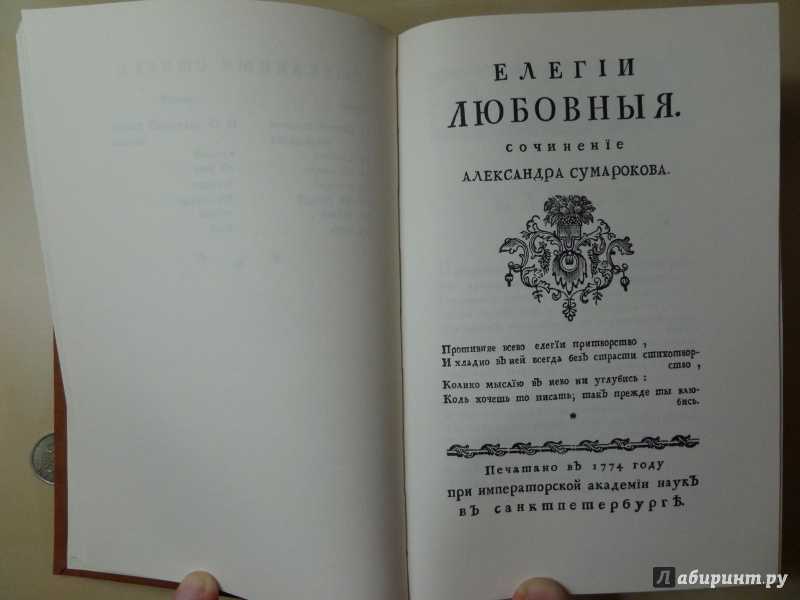 ЕЛЕГІИ
ЛЮБОВНЫЯ.
СОЧИНЕНІЕ
АЛЕКСАНДРА СУМАРОКОВА.
Противняе всево елегіи притворство ,
И хладно въ ней всегда безъ страсти стихотвор-
ство ,
Колико мыслію въ нево ни углубись :
Коль хочешь то писать; такъ прежде ты влю-
бись.
*
Печатано въ 1774 году
при императорской академіи наукъ
въ санктпетербургѣ.
Лабиринт.ру